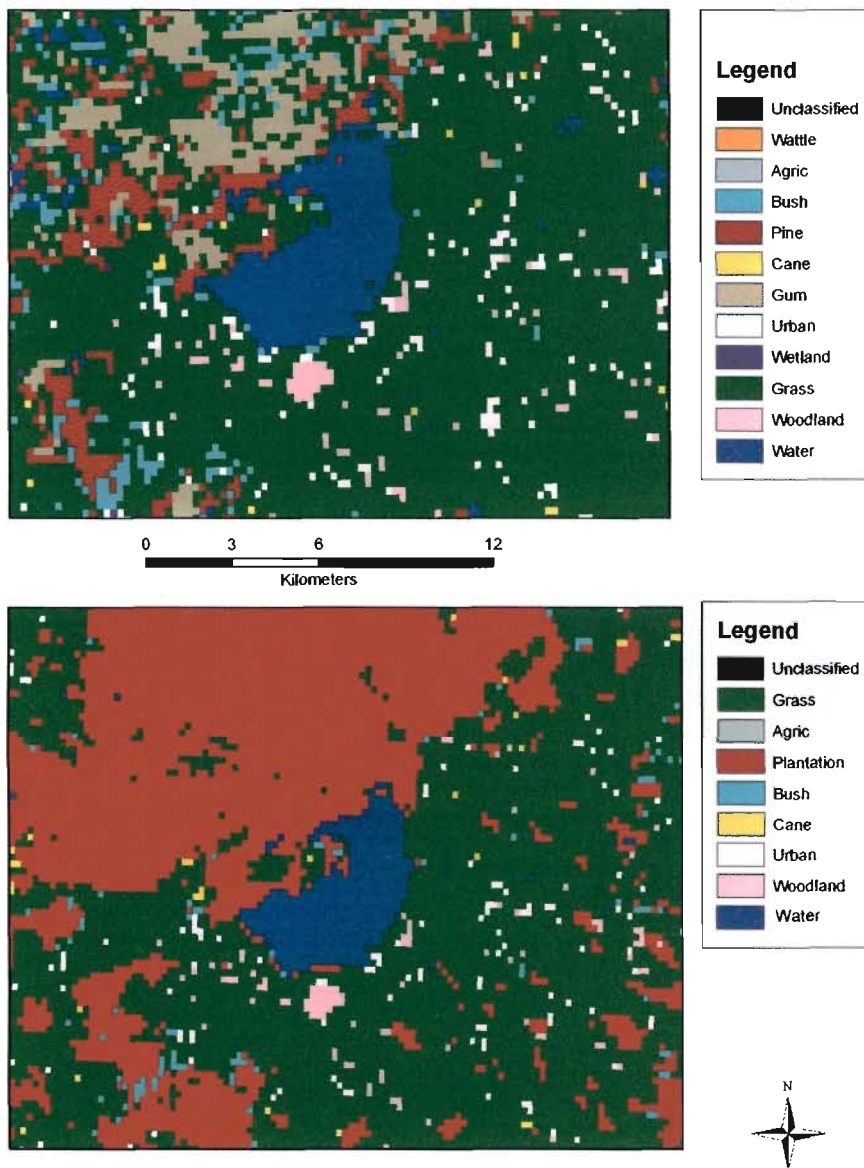 Legend
Unclassified
Wattle
Agric
Bush
Pine
Cane
Gum
Urban
Wetland
Grass
Woodland
Water
0 3 6 12
Kilometers
Legend
Unclassified
Grass
Agric
Plantation
Bush
Cane
Urban
Woodland
Water
N